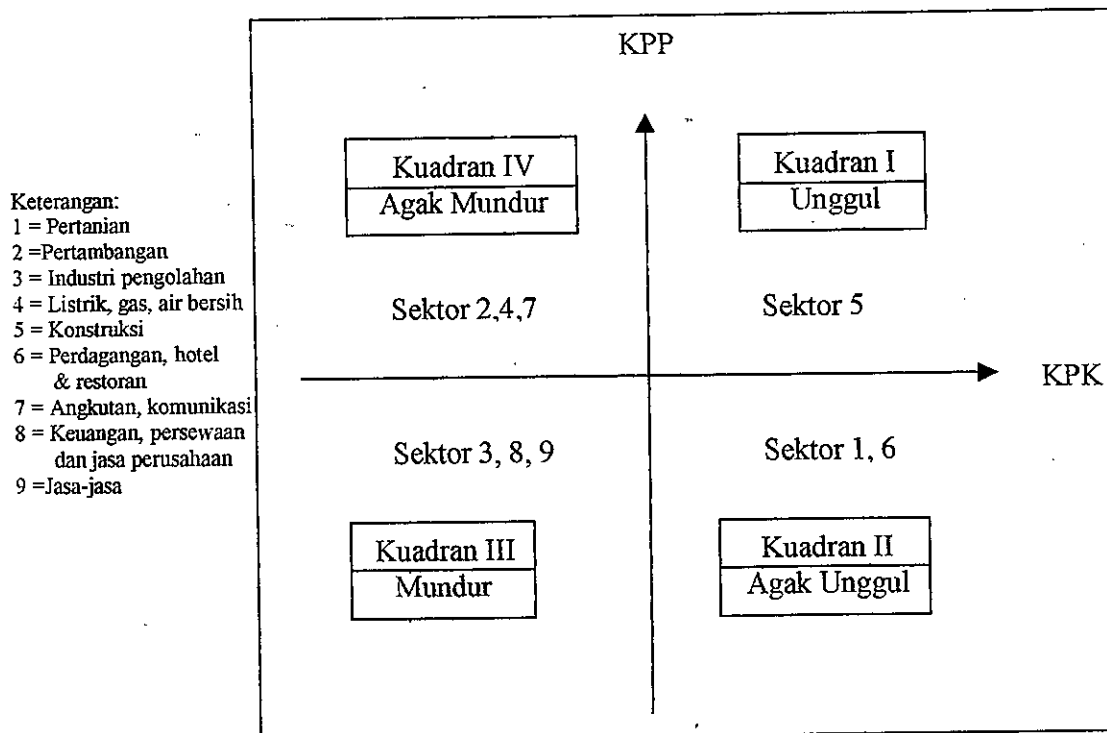 KPP
Kuadran IV
Agak Mundur
Kuadran I
Unggul
Keterangan:
1 = Pertanian
2 =Pertambangan
3 = Industri pengolahan
4 = Listrik, gas, air bersih
5 = Konstruksi
6 = Perdagangan, hotel
& restoran
7 = Angkutan, komunikasi
8 = Keuangan, persewaan
dan jasa perusahaan
9 =Jasa-jasa
Sektor 2,4,7
Sektor 5
KPK
Sektor 3, 8, 9
Sektor 1, 6
Kuadran III
Mundur
Kuadran II
Agak Unggul